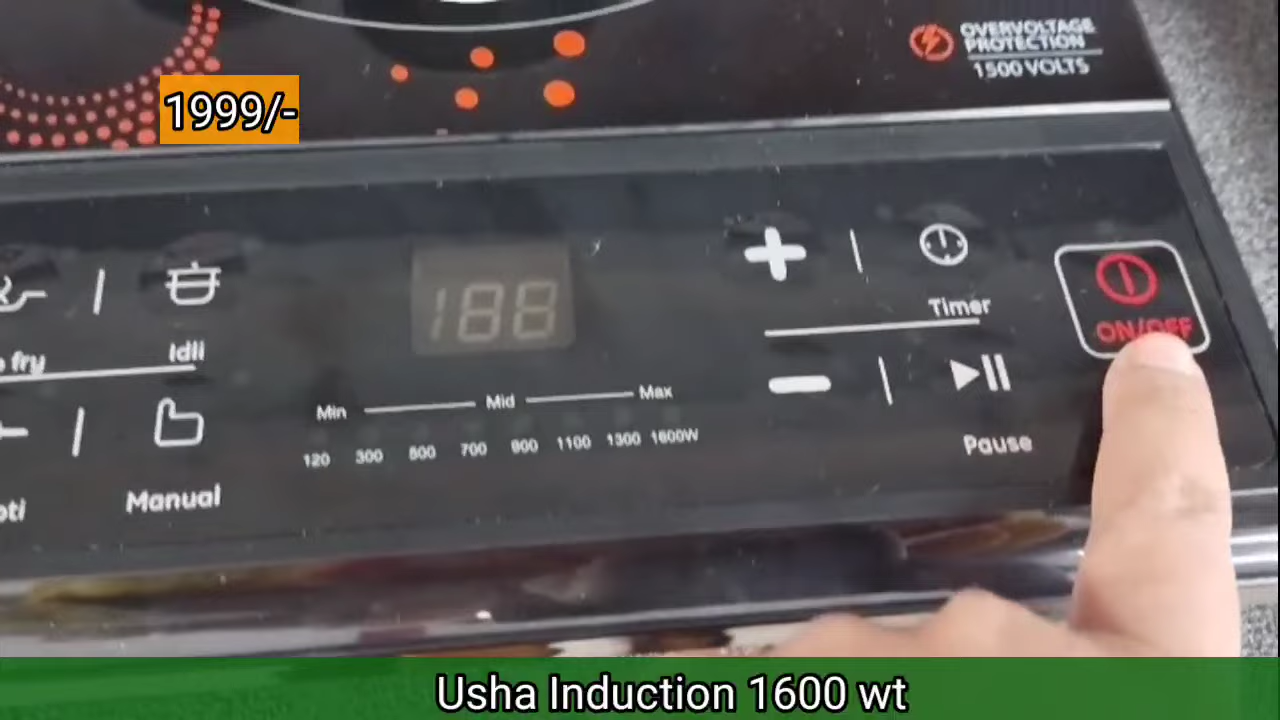 OVERVOLTAGE
PROTECTION
1500 VOLTS
1999/-
188
Timer
ON/OFF
fry
Idli
Min Mid Max
120 300 500 700 900 1100 1300 1600W
Pause
Manual
Usha Induction 1600 wt